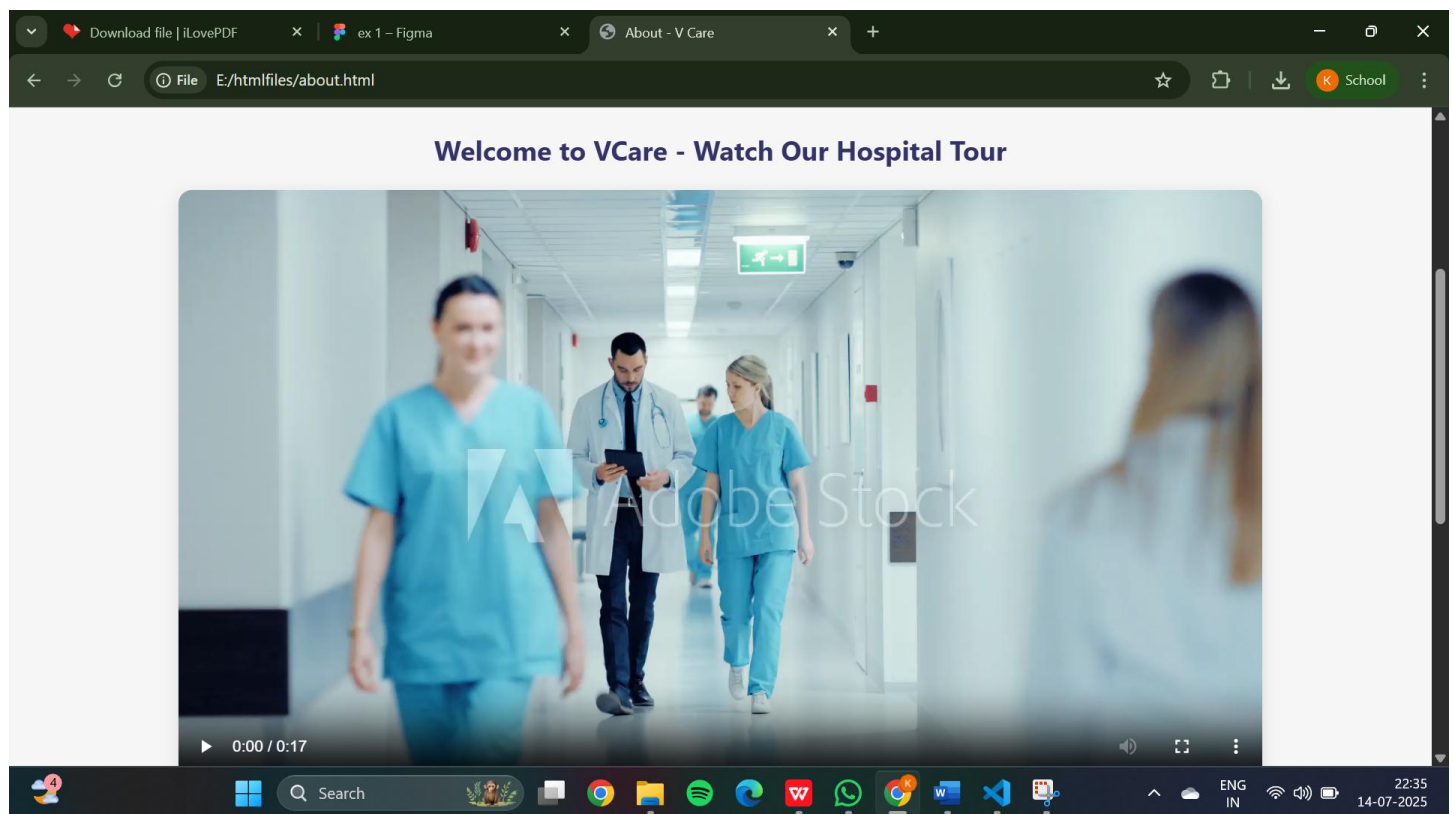 Download file | iLovePDF
ex 1 – Figma
About - V Care
File
E:/htmlfiles/about.html
K
School
Welcome to VCare - Watch Our Hospital Tour
Adobe Stock
0:00 / 0:17
4
Search
W
K
W
ENG
IN
22:35
14-07-2025